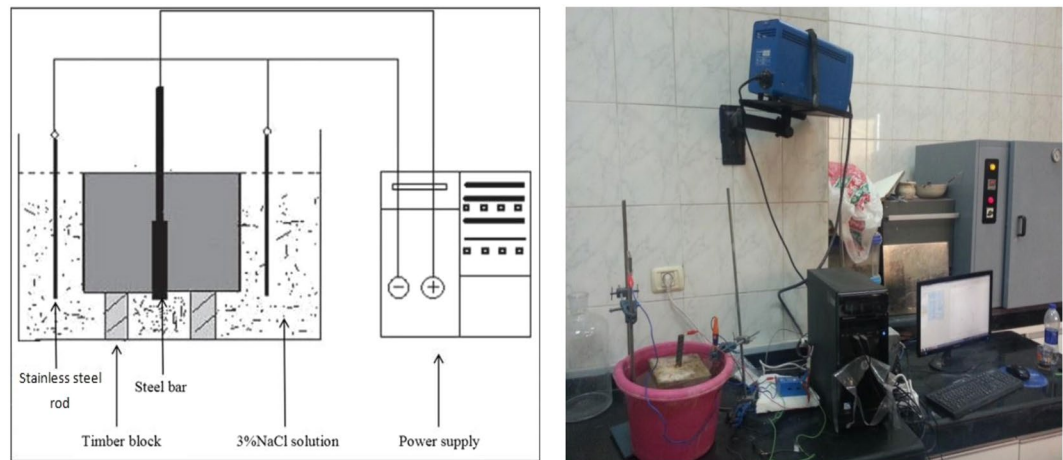 − +
Stainless steel
rod
Steel bar
Timber block
3%NaCl solution
Power supply